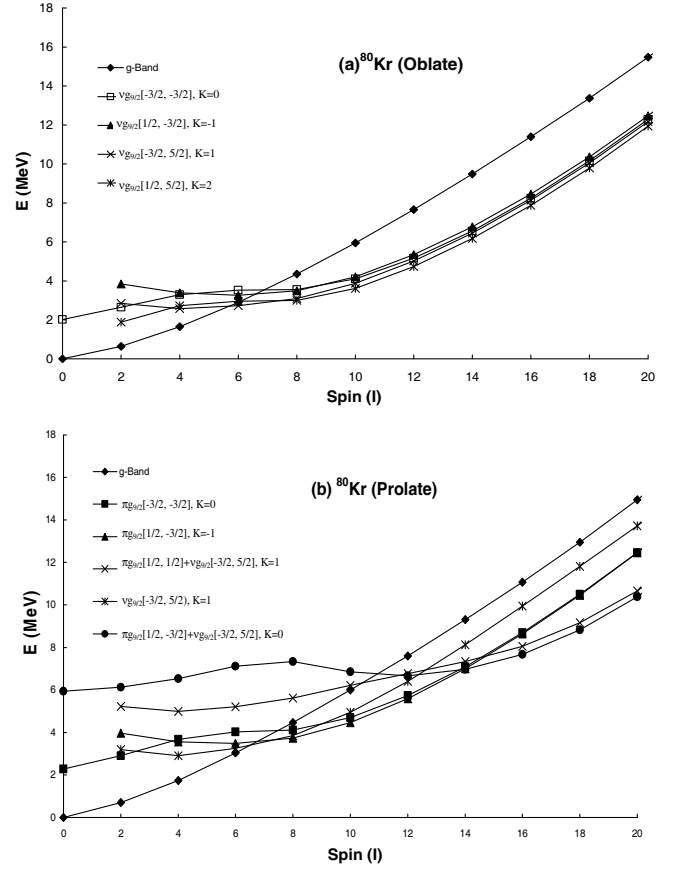 18
16
14
12
10
8
6
4
2
0
E (MeV)
(a)⁸⁰Kr (Oblate)
g-Band
νg9/2[-3/2, -3/2], K=0
νg9/2[1/2, -3/2], K=-1
νg9/2[-3/2, 5/2], K=1
νg9/2[1/2, 5/2], K=2
0 2 4 6 8 10 12 14 16 18 20
Spin (I)
18
16
14
12
10
8
6
4
2
0
E (MeV)
(b) ⁸⁰Kr (Prolate)
g-Band
πg9/2[-3/2, -3/2], K=0
πg9/2[1/2, -3/2], K=-1
πg9/2[1/2, 1/2]+νg9/2[-3/2, 5/2], K=1
νg9/2[-3/2, 5/2), K=1
πg9/2[1/2, -3/2]+νg9/2[-3/2, 5/2], K=0
0 2 4 6 8 10 12 14 16 18 20
Spin (I)